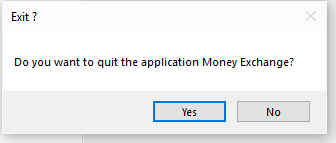 Exit ?
Do you want to quit the application Money Exchange?
Yes
No